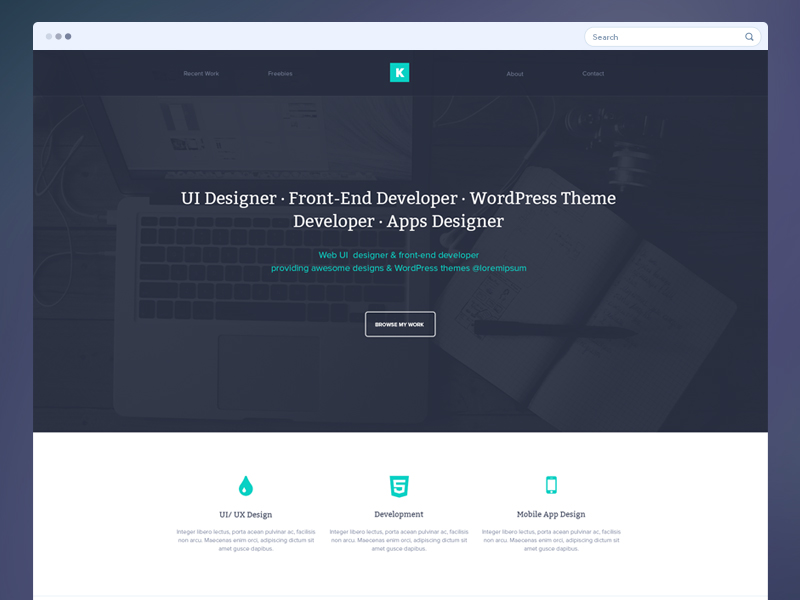 Search
Recent Work
Freebies
K
About
Contact
UI Designer · Front-End Developer · WordPress Theme
Developer · Apps Designer
Web UI designer & front-end developer
providing awesome designs & WordPress themes @loremipsum
BROWSE MY WORK
UI/ UX Design
Integer libero lectus, porta acean pulvinar ac, facilisis
non arcu. Maecenas enim orci, adipiscing dictum sit
amet gusce dapibus.
5
Development
Integer libero lectus, porta acean pulvinar ac, facilisis
non arcu. Maecenas enim orci, adipiscing dictum sit
amet gusce dapibus.
Mobile App Design
Integer libero lectus, porta acean pulvinar ac, facilisis
non arcu. Maecenas enim orci, adipiscing dictum sit
amet gusce dapibus.